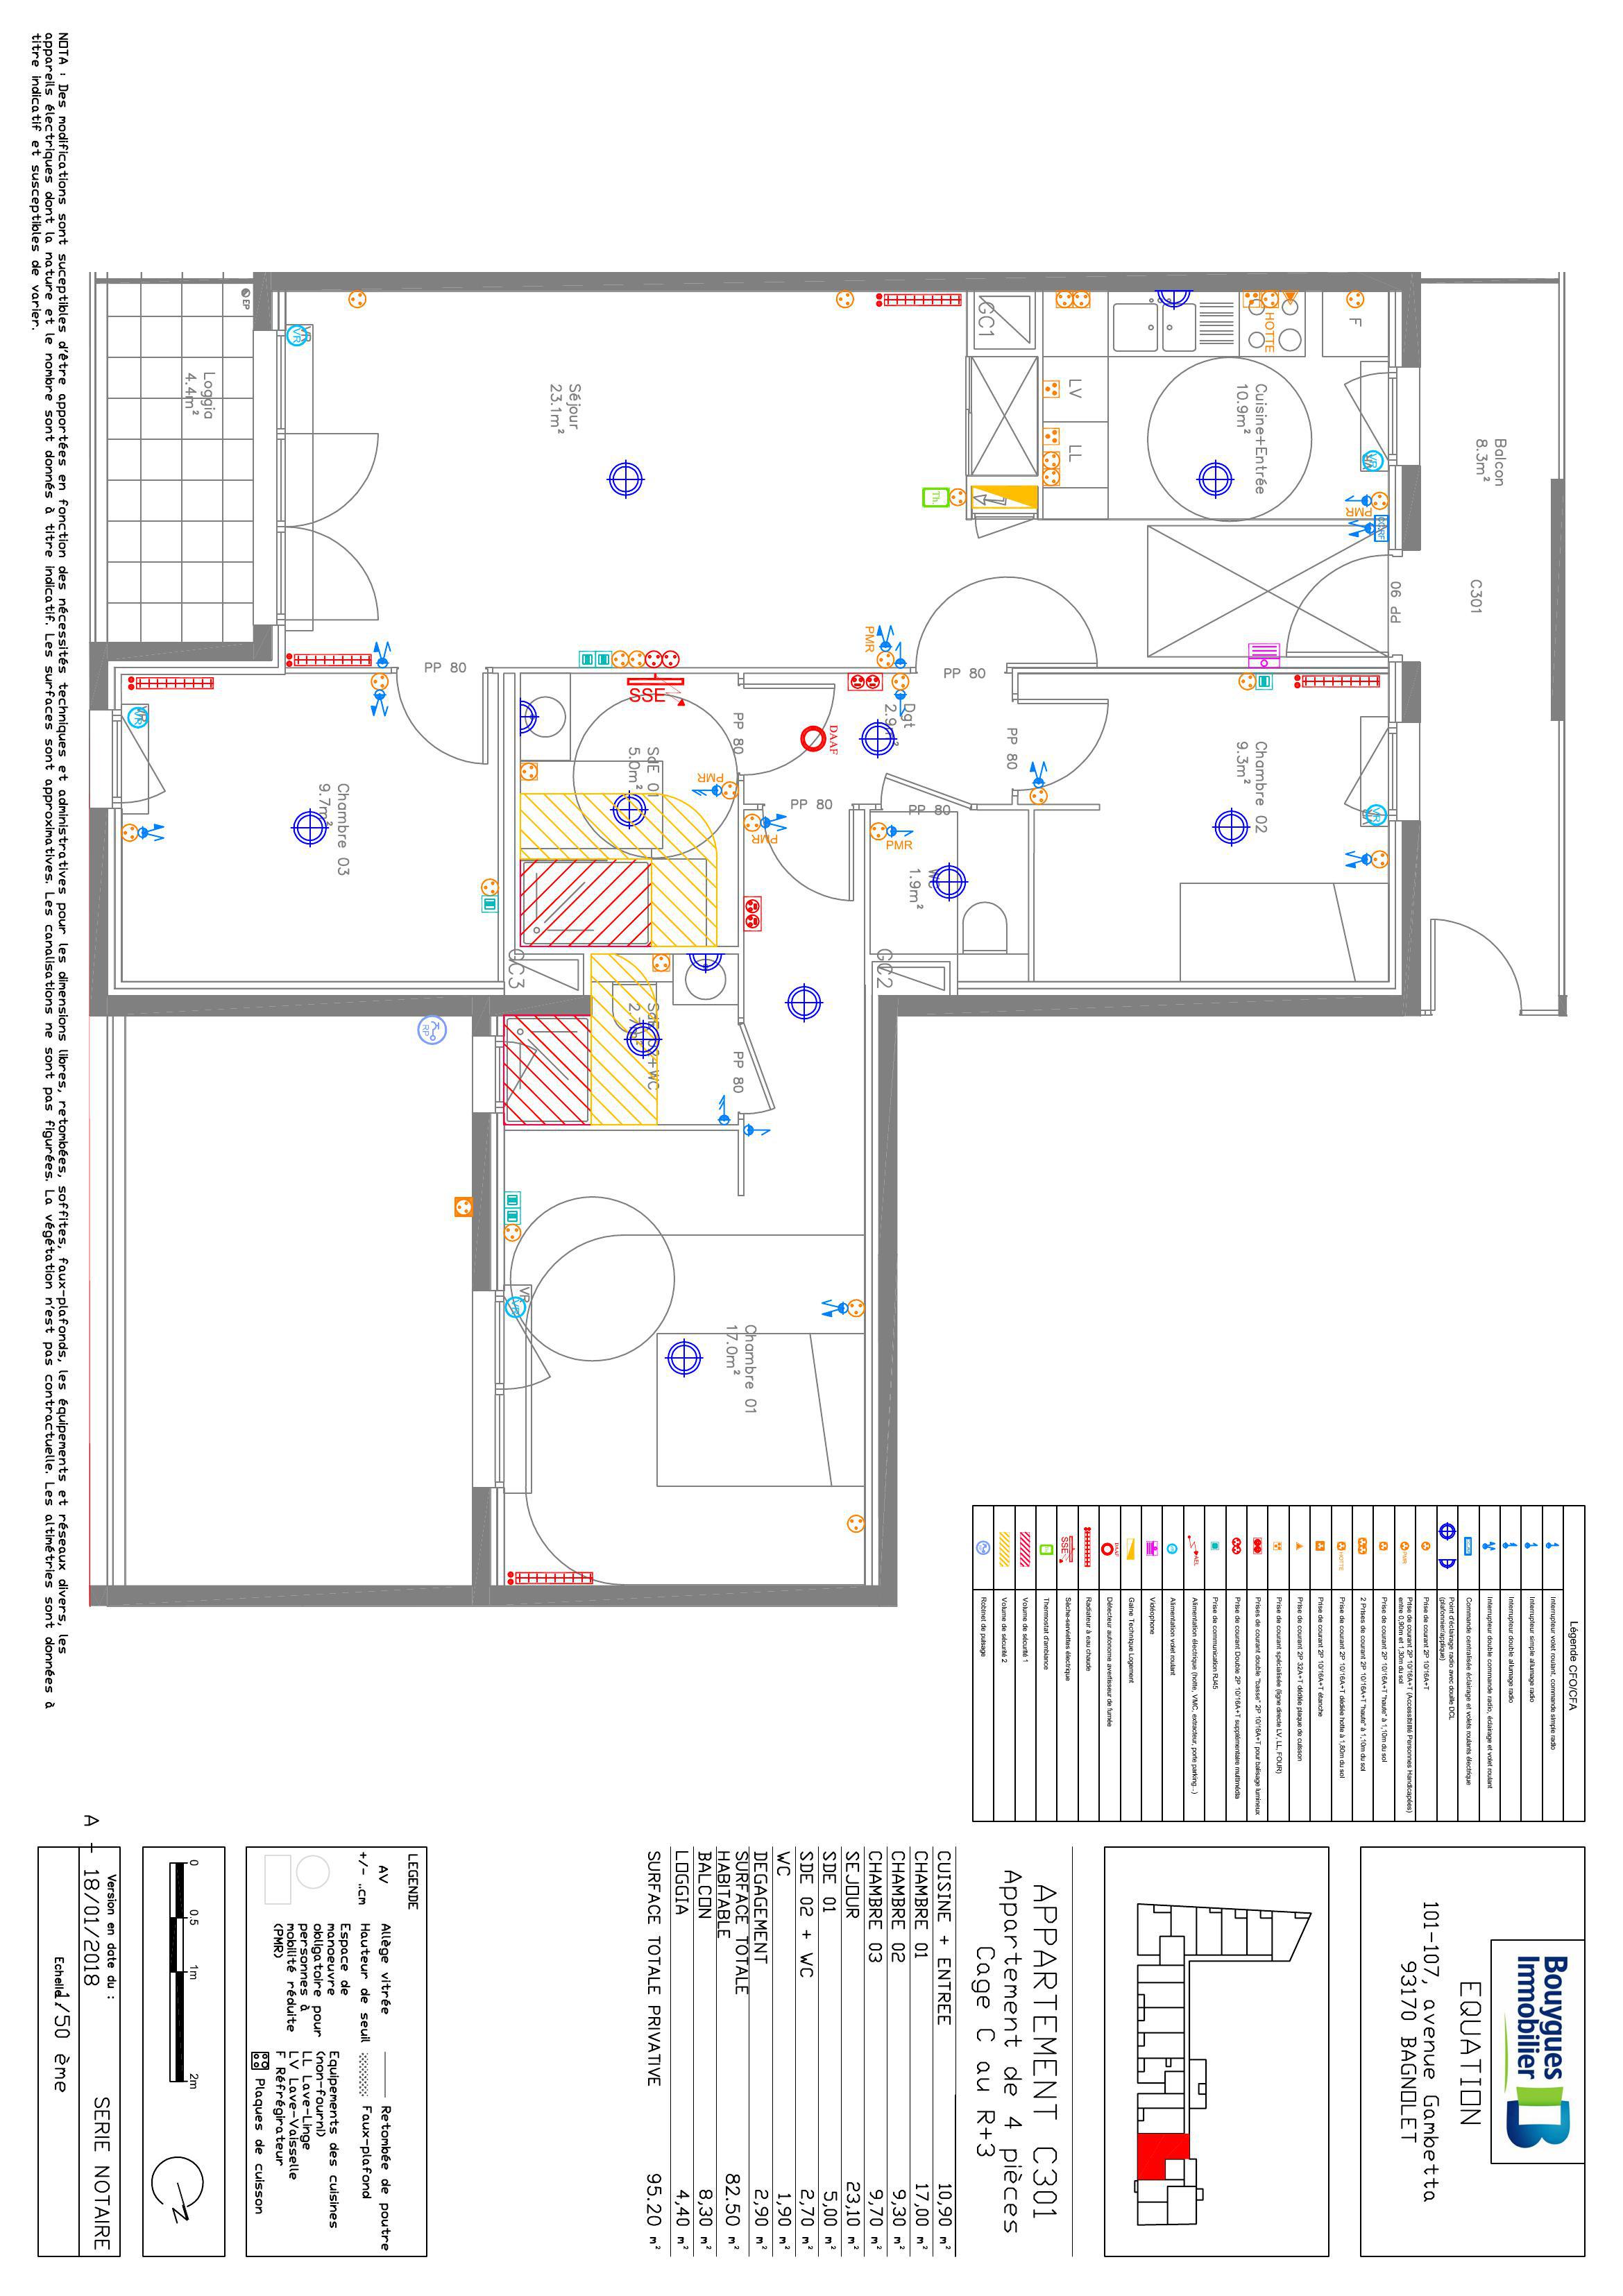 Bouygues
Immobilier
EQUATION
101-107, avenue Gambetta
93170 BAGNOLET
APPARTEMENT C301
Appartement de 4 pièces
Cage C au R+3
CUISINE + ENTREE 10,90 m²
CHAMBRE 01 17,00 m²
CHAMBRE 02 9,30 m²
CHAMBRE 03 9,70 m²
SEJOUR 23,10 m²
SDE 01 5,00 m²
SDE 02 + WC 2,70 m²
WC 1,90 m²
DEGAGEMENT 2,90 m²
SURFACE TOTALE
HABITABLE 82.50 m²
BALCON 8,30 m²
LOGGIA 4,40 m²
SURFACE TOTALE PRIVATIVE 95.20 m²
LEGENDE
AV Allège vitrée
+/- ..cm Hauteur de seuil
Espace de
manoeuvre
obligatoire pour
personnes à
mobilité réduite
(PMR)
Retombée de poutre
Faux-plafond
Equipements des cuisines
(non-fourni)
LL Lave-Linge
LV Lave-Vaisselle
F Réfrigérateur
Plaques de cuisson
0 0.5 1m 2m
N
A -
Version en date du :
18/01/2018
SERIE NOTAIRE
Echelle 1/50 ème
Légende CFO/CFA
Interrupteur volet roulant, commande simple radio
Interrupteur simple allumage radio
Interrupteur double allumage radio
Interrupteur double commande radio, éclairage et volet roulant
Commande centralisée éclairage et volets roulants électrique
Point d'éclairage radio avec douille DCL
(plafonnier/applique)
Prise de courant 2P 10/16A+T
Prise de courant 2P 10/16A+T (Accessibilité Personnes Handicapées)
entre 0,90m et 1,30m du sol
Prise de courant 2P 10/16A+T "haute" à 1,10m du sol
2 Prises de courant 2P 10/16A+T "haute" à 1,10m du sol
Prise de courant 2P 10/16A+T dédiée hotte à 1,80m du sol
Prise de courant 2P 10/16A+T étanche
Prise de courant 2P 32A+T dédiée plaque de cuisson
Prise de courant spécialisée (ligne directe LV, LL, FOUR)
Prises de courant double "basse" 2P 10/16A+T pour balisage lumineux
Prise de courant Double 2P 10/16A+T supplémentaire multimédia
Prise de communication RJ45
Alimentation électrique (hotte, VMC, extracteur, porte parking...)
Alimentation volet roulant
Vidéophone
Gaine Technique Logement
Détecteur autonome avertisseur de fumée
Radiateur à eau chaude
Sèche-serviettes électrique
Thermostat d'ambiance
Volume de sécurité 1
Volume de sécurité 2
Robinet de puisage
Balcon
8.3m²
C301
PP 90
Cuisine+Entrée
10.9m²
F
HOTTE
LV
LL
GC1
PMR
VR
Th.
Séjour
23.1m²
Loggia
4.4m²
EP
VR
PMR
PP 80
PP 80
Dgt
DAAF
SSE
SdE 01
5.0m²
PMR
PP 80
PP 80
PP 80
PP 80
PMR
PMR
1.9m²
Chambre 02
9.3m²
VR
Chambre 03
9.7m²
VR
GC3
GC2
PP 80
RP
Chambre 01
17.0m²
VR
NOTA : Des modifications sont suceptibles d'être apportées en fonction des nécessités techniques et administratives pour les dimensions libres, retombées, soffites, faux-plafonds, les équipements et réseaux divers, les
appareils électriques dont la nature et le nombre sont donnés à titre indicatif. Les surfaces sont approximatives. Les canalisations ne sont pas figurées. La végétation n'est pas contractuelle. Les altimétries sont données à
titre indicatif et susceptibles de varier.